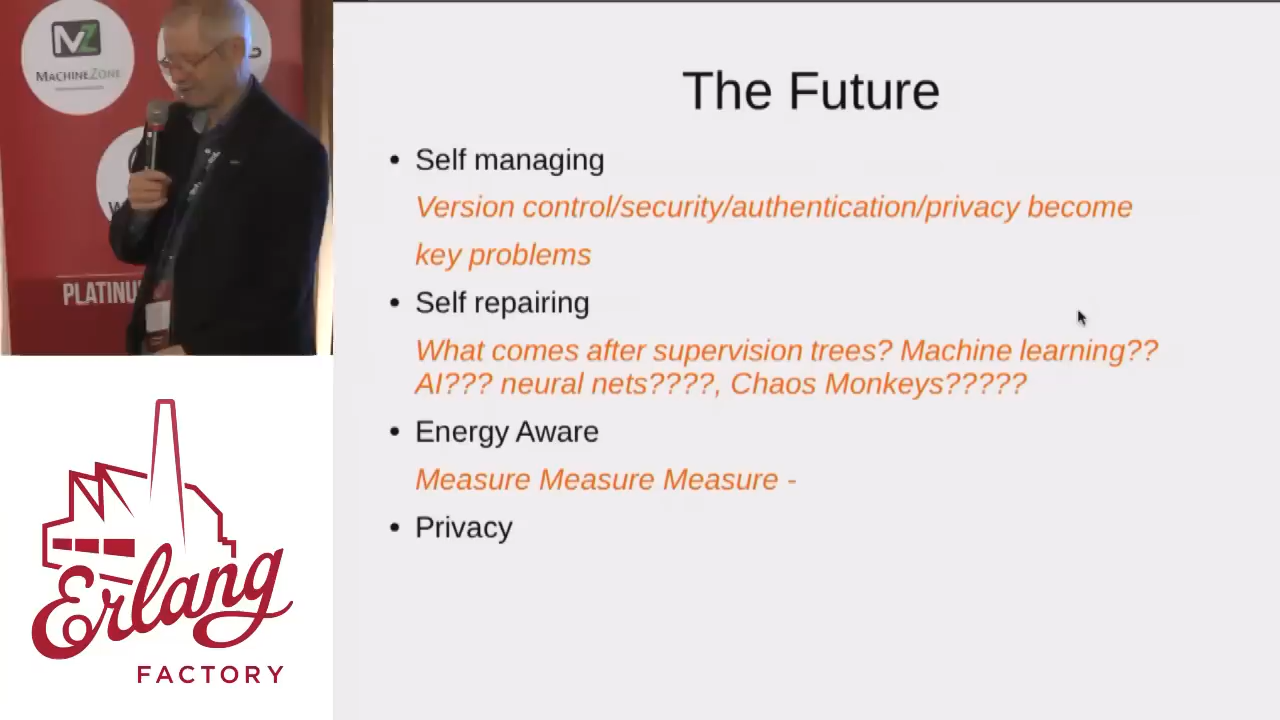 MZ
MACHINEZONE
PLATINU
The Future
• Self managing
Version control/security/authentication/privacy become
key problems
• Self repairing
What comes after supervision trees? Machine learning??
AI??? neural nets????, Chaos Monkeys?????
• Energy Aware
Measure Measure Measure -
• Privacy
Erlang
FACTORY